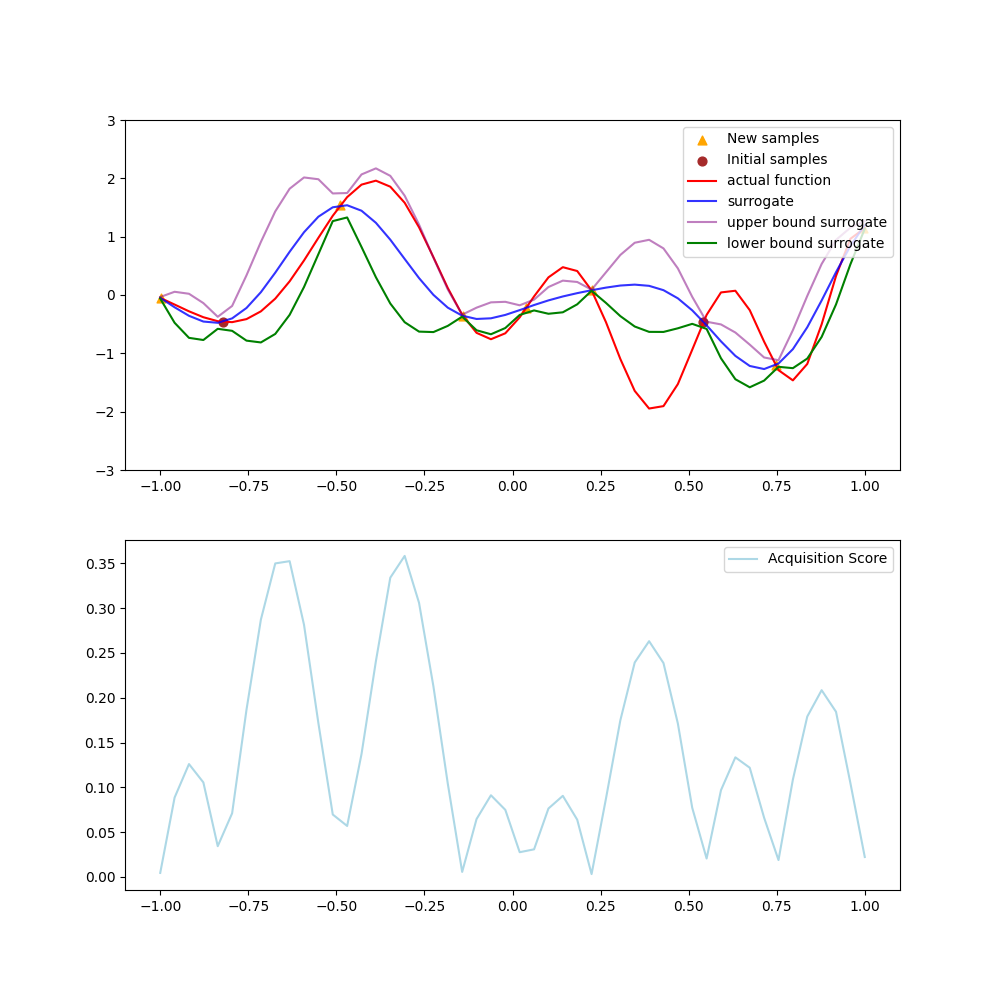 3
2
1
0
−1
−2
−3
New samples
Initial samples
actual function
surrogate
upper bound surrogate
lower bound surrogate
−1.00 −0.75 −0.50 −0.25 0.00 0.25 0.50 0.75 1.00
0.35
0.30
0.25
0.20
0.15
0.10
0.05
0.00
Acquisition Score
−1.00 −0.75 −0.50 −0.25 0.00 0.25 0.50 0.75 1.00